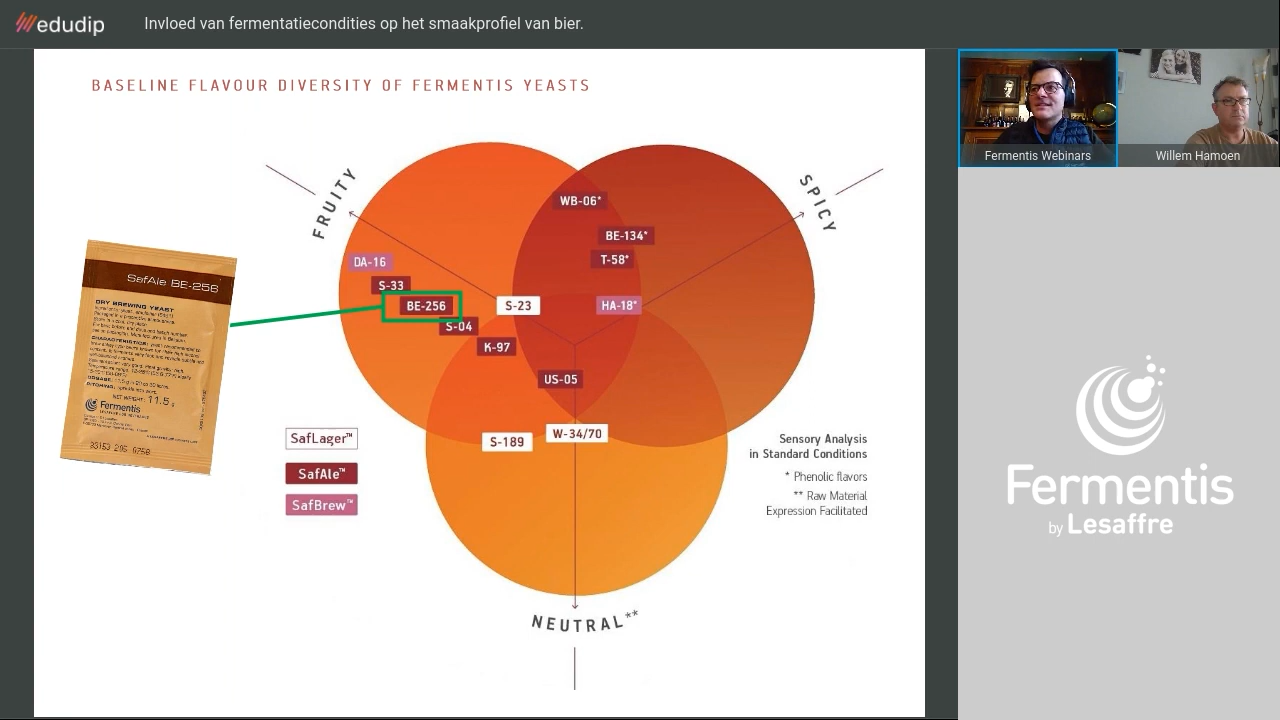 edudip
Invloed van fermentatiecondities op het smaakprofiel van bier.
BASELINE FLAVOUR DIVERSITY OF FERMENTIS YEASTS
FRUITY
SPICY
WB-06*
BE-134*
T-58*
DA-16
S-33
BE-256
S-23
HA-18*
S-04
K-97
US-05
S-189
W-34/70
NEUTRAL**
SafAle BE-256
DRY BREWING YEAST
NET WEIGHT: 11.5 g
Fermentis
SafLager™
SafAle™
SafBrew™
Sensory Analysis
in Standard Conditions
* Phenolic flavors
** Raw Material
Expression Facilitated
Fermentis Webinars
Willem Hamoen
Fermentis
by Lesaffre